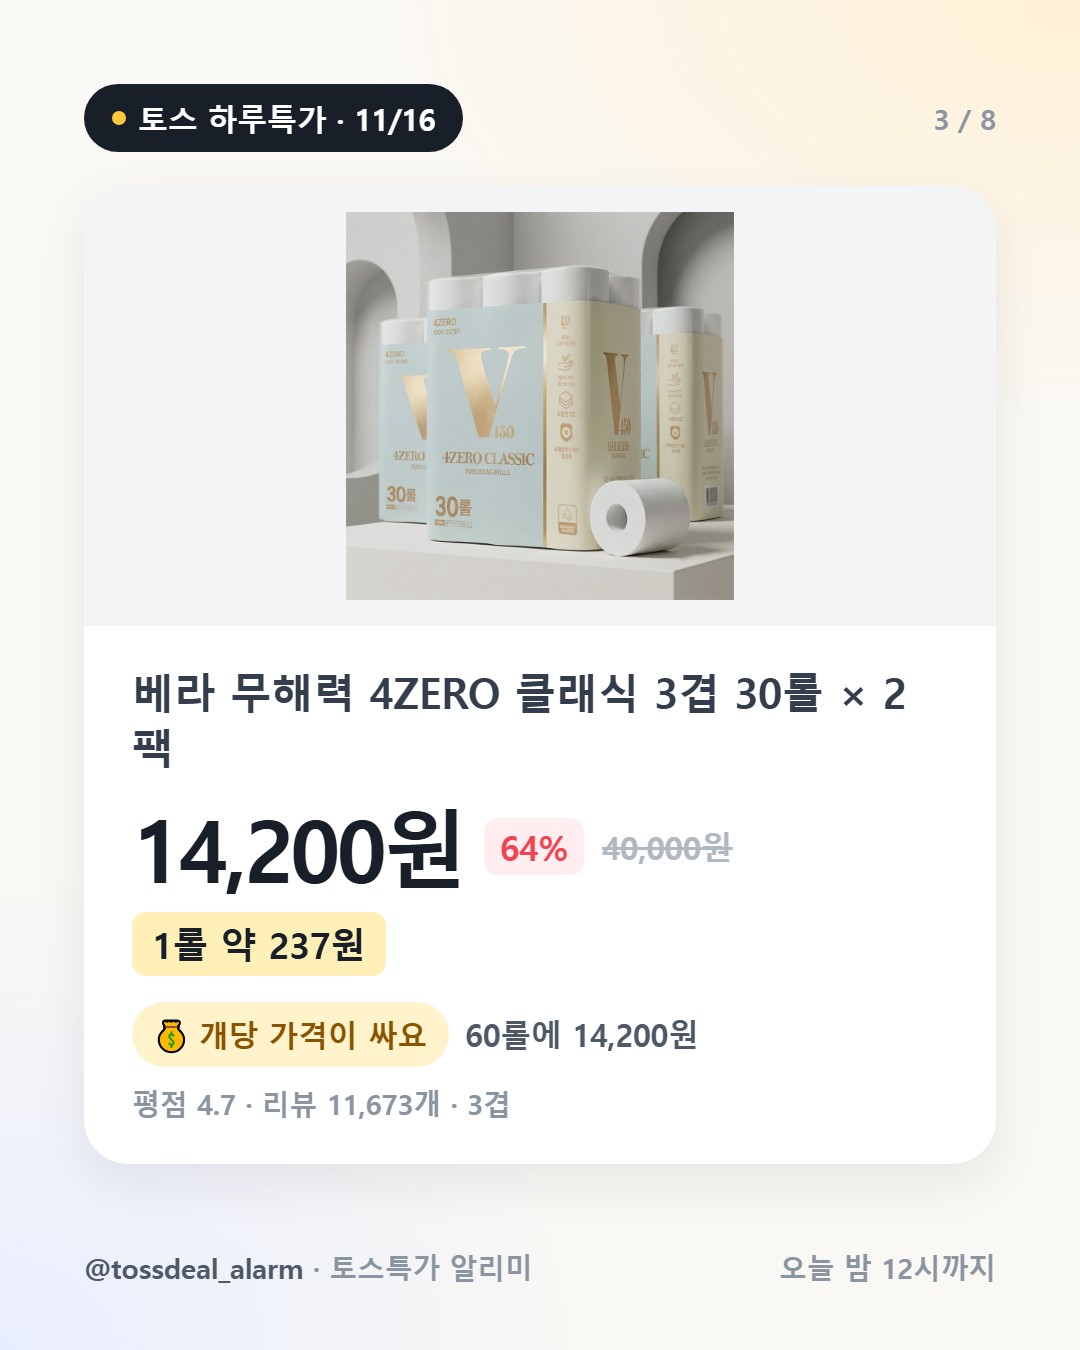 토스 하루특가 · 11/16
3 / 8
4ZERO
V
450
4ZERO CLASSIC
EMBOSSING ROLLS
30롤
베라 무해력 4ZERO 클래식 3겹 30롤 × 2
팩
14,200원 64% 40,000원
1롤 약 237원
💰 개당 가격이 싸요 60롤에 14,200원
평점 4.7 · 리뷰 11,673개 · 3겹
@tossdeal_alarm · 토스특가 알리미
오늘 밤 12시까지